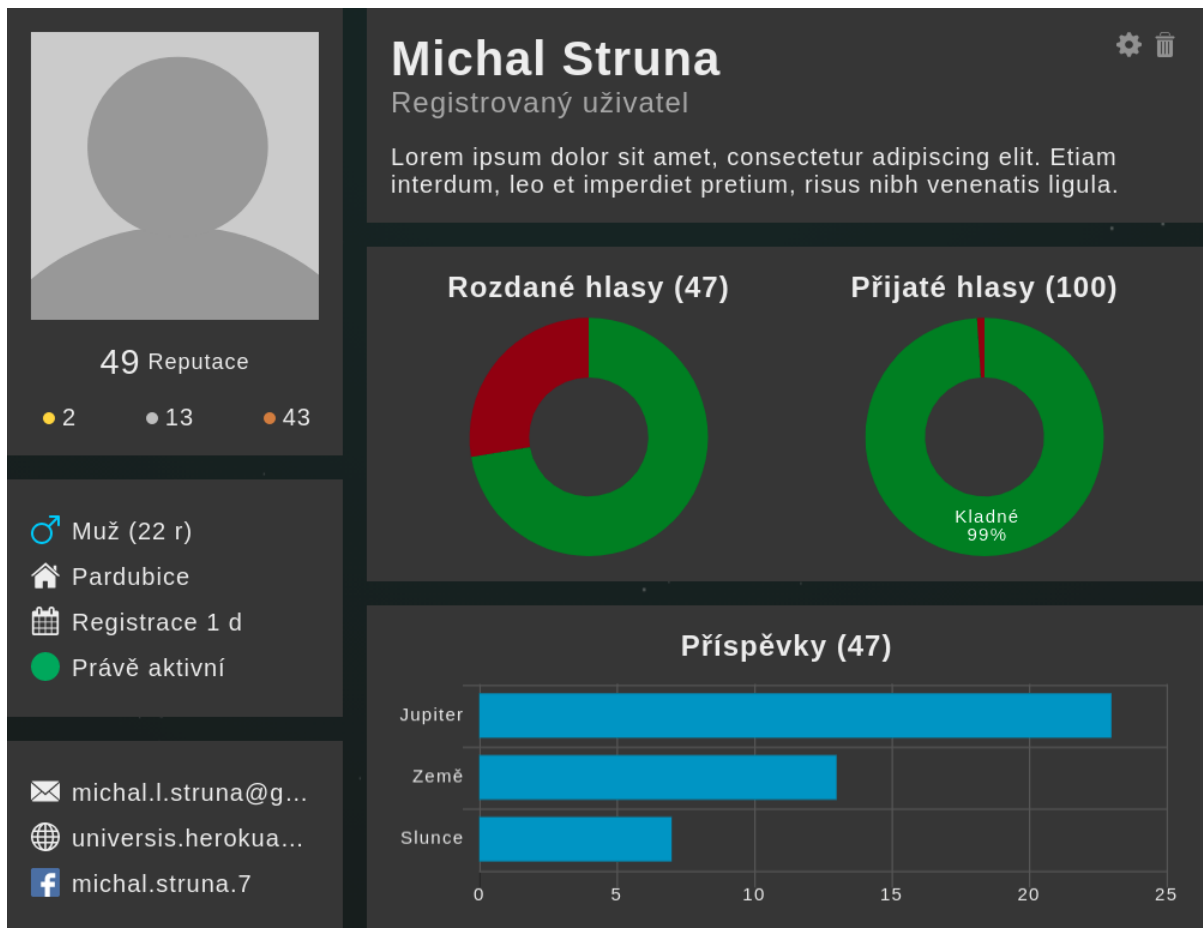 49 Reputace
2 13 43
Muž (22 r)
Pardubice
Registrace 1 d
Právě aktivní
michal.l.struna@g...
universis.herokua...
michal.struna.7
Michal Struna
Registrovaný uživatel
Lorem ipsum dolor sit amet, consectetur adipiscing elit. Etiam
interdum, leo et imperdiet pretium, risus nibh venenatis ligula.
Rozdané hlasy (47)
Přijaté hlasy (100)
Kladné
99%
Příspěvky (47)
Jupiter
Země
Slunce
0 5 10 15 20 25